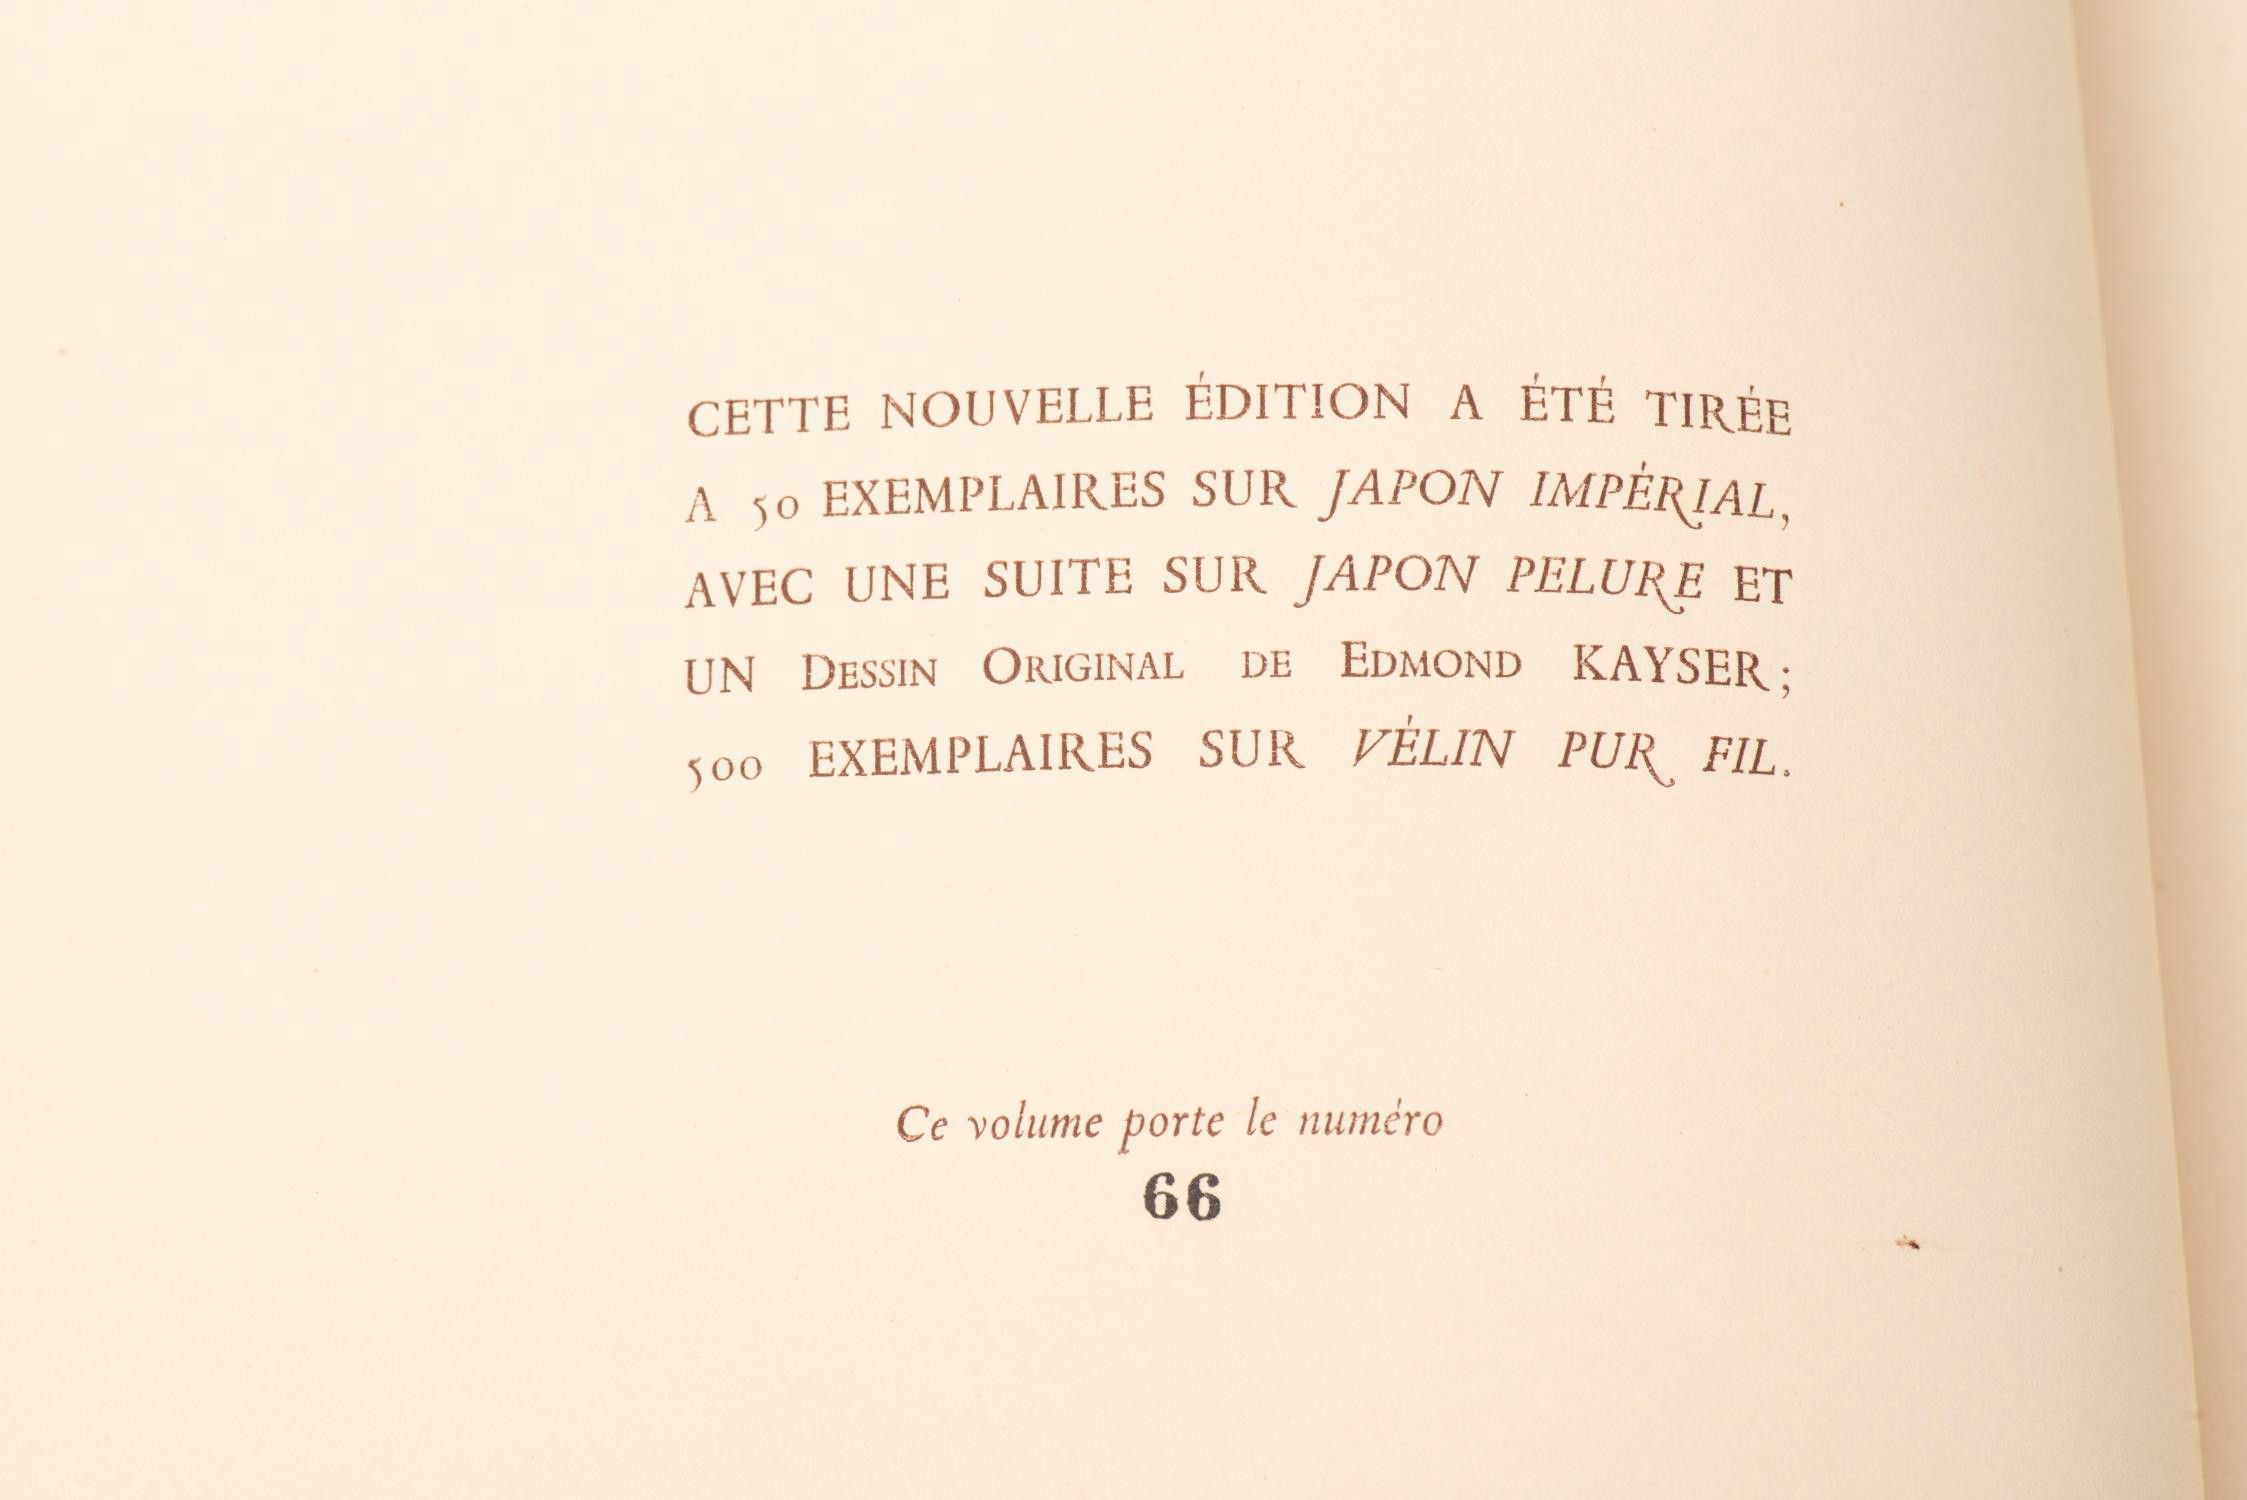 CETTE NOUVELLE ÉDITION A ÉTÉ TIRÉE
A 50 EXEMPLAIRES SUR JAPON IMPÉRIAL,
AVEC UNE SUITE SUR JAPON PELURE ET
UN DESSIN ORIGINAL DE EDMOND KAYSER;
500 EXEMPLAIRES SUR VÉLIN PUR FIL.
Ce volume porte le numéro
66